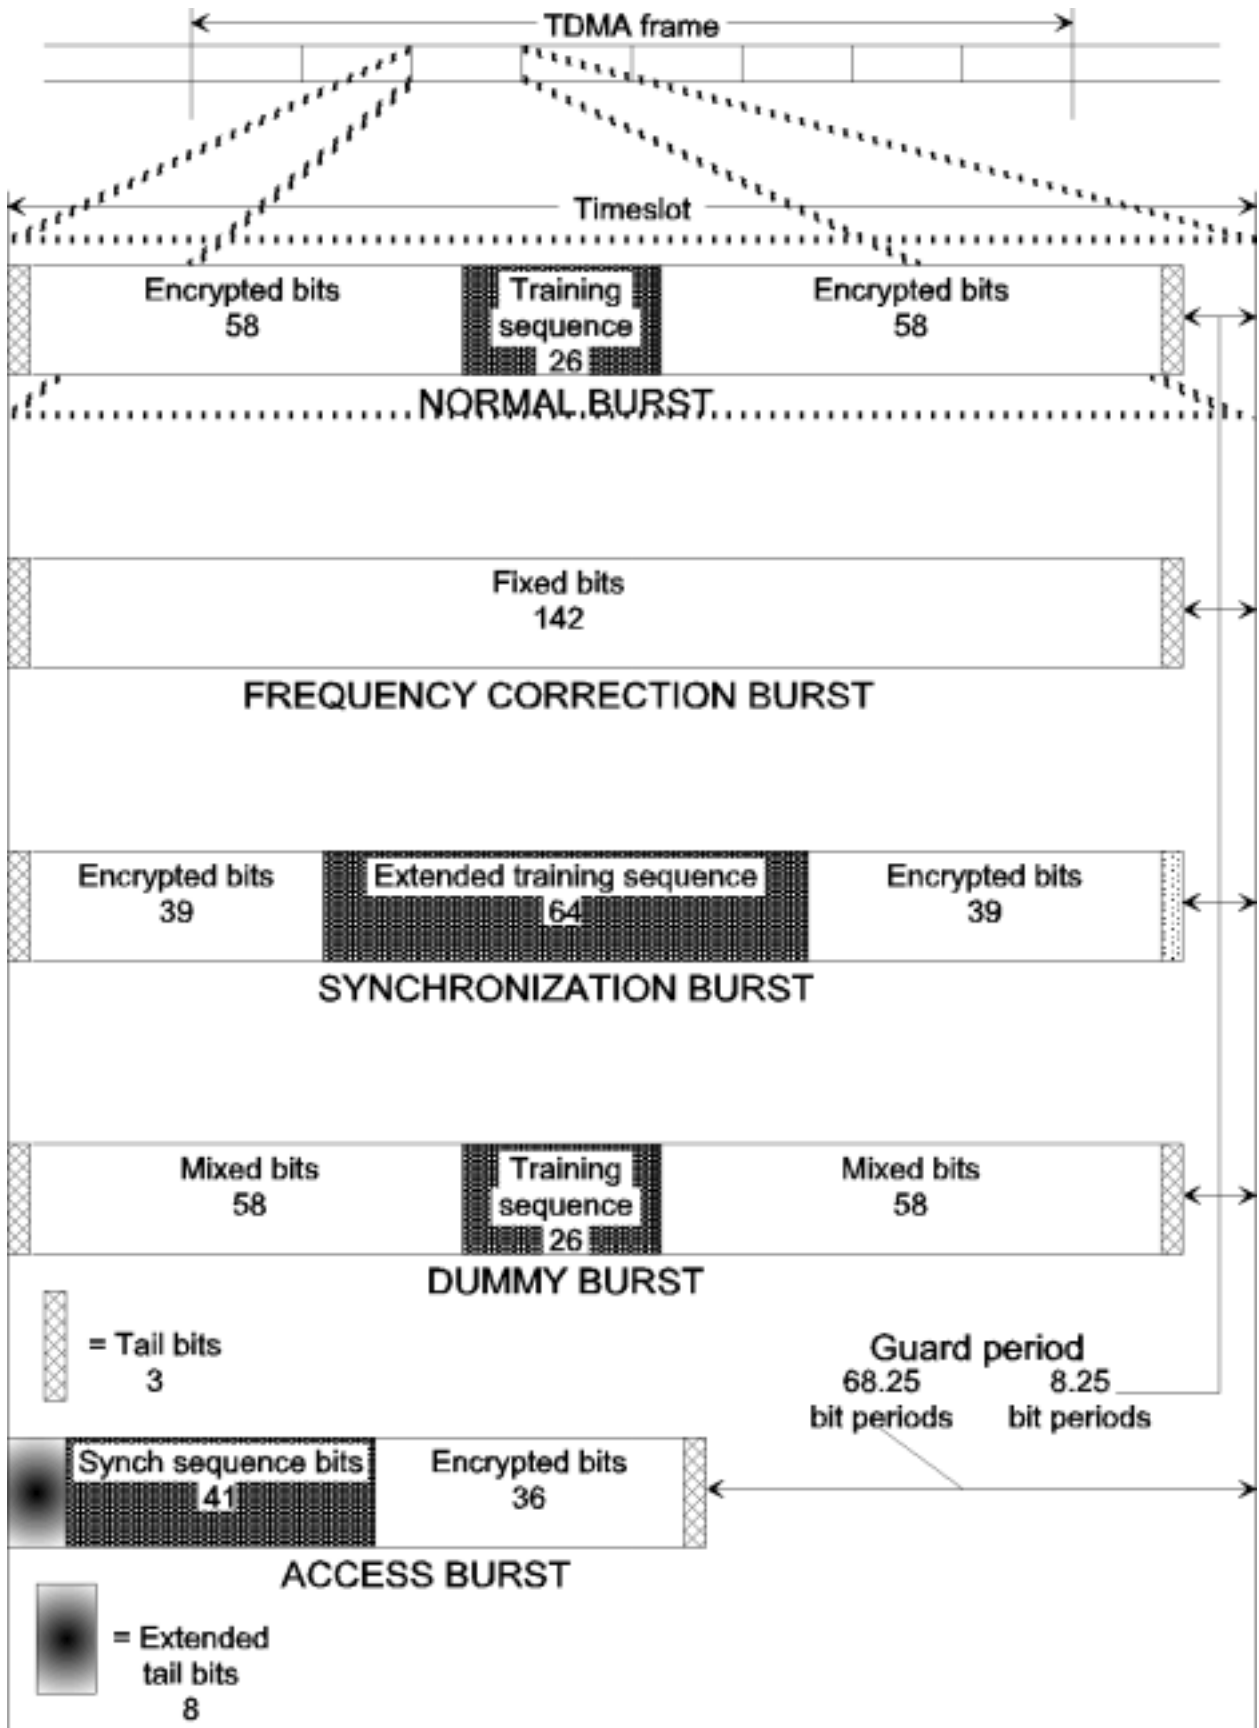 TDMA frame
Timeslot
Encrypted bits
58
Training
sequence
26
Encrypted bits
58
NORMAL BURST
Fixed bits
142
FREQUENCY CORRECTION BURST
Encrypted bits
39
Extended training sequence
64
Encrypted bits
39
SYNCHRONIZATION BURST
Mixed bits
58
Training
sequence
26
Mixed bits
58
DUMMY BURST
= Tail bits
3
Guard period
68.25
bit periods
8.25
bit periods
Synch sequence bits
41
Encrypted bits
36
ACCESS BURST
= Extended
tail bits
8